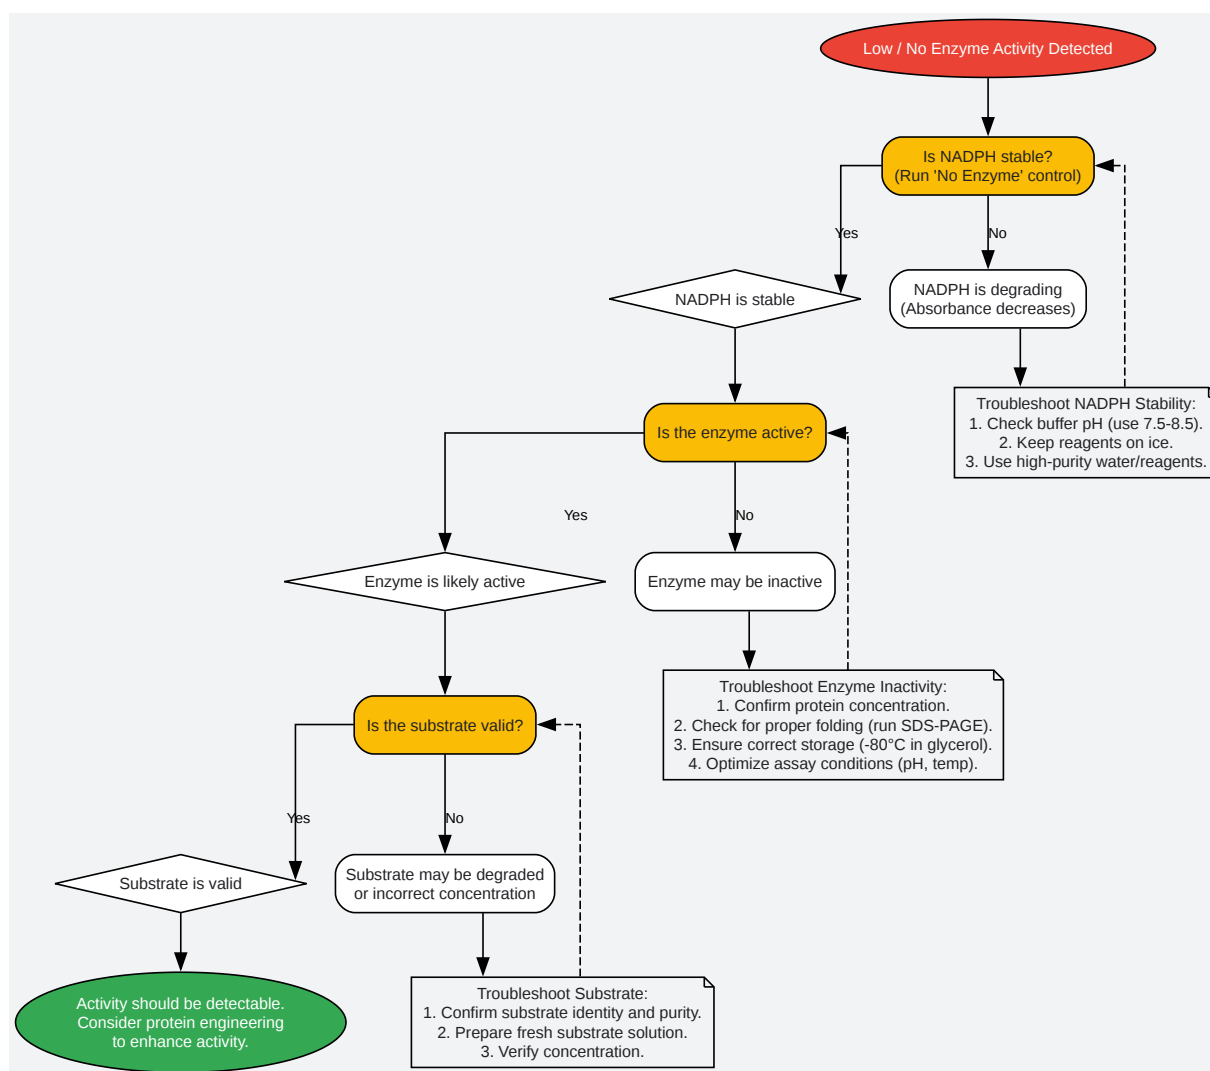 Low / No Enzyme Activity Detected
Is NADPH stable?
(Run 'No Enzyme' control)
Yes
No
NADPH is stable
NADPH is degrading
(Absorbance decreases)
Troubleshoot NADPH Stability:
1. Check buffer pH (use 7.5-8.5).
2. Keep reagents on ice.
3. Use high-purity water/reagents.
Is the enzyme active?
Yes
No
Enzyme is likely active
Enzyme may be inactive
Troubleshoot Enzyme Inactivity:
1. Confirm protein concentration.
2. Check for proper folding (run SDS-PAGE).
3. Ensure correct storage (-80°C in glycerol).
4. Optimize assay conditions (pH, temp).
Is the substrate valid?
Yes
No
Substrate is valid
Substrate may be degraded
or incorrect concentration
Activity should be detectable.
Consider protein engineering
to enhance activity.
Troubleshoot Substrate:
1. Confirm substrate identity and purity.
2. Prepare fresh substrate solution.
3. Verify concentration.